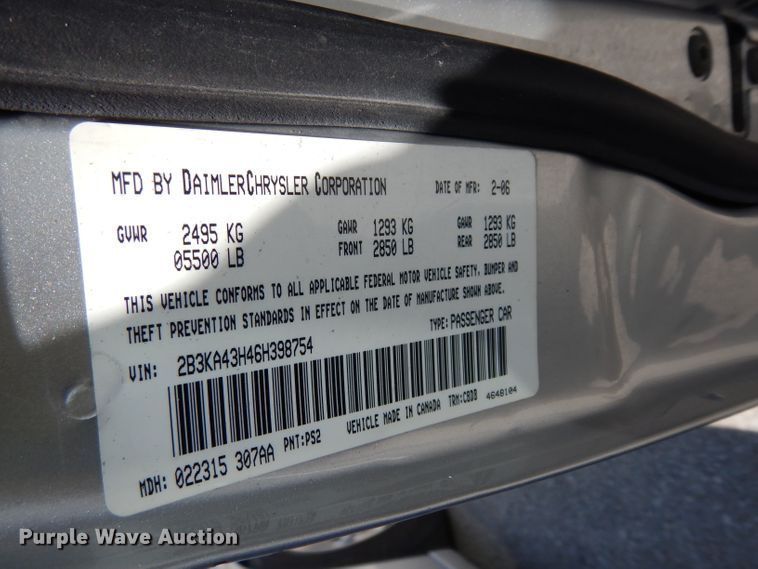 MFD BY DAIMLERCHRYSLER CORPORATION DATE OF MFR: 2-06
GVWR 2495 KG GAWR 1293 KG GAWR 1293 KG
05500 LB FRONT 2850 LB REAR 2850 LB
THIS VEHICLE CONFORMS TO ALL APPLICABLE FEDERAL MOTOR VEHICLE SAFETY, BUMPER AND
THEFT PREVENTION STANDARDS IN EFFECT ON THE DATE OF MANUFACTURE SHOWN ABOVE.
VIN: 2B3KA43H46H398754 TYPE: PASSENGER CAR
MDH: 022315 307AA PNT:PS2 VEHICLE MADE IN CANADA TRM:C8D8 4648104
Purple Wave Auction